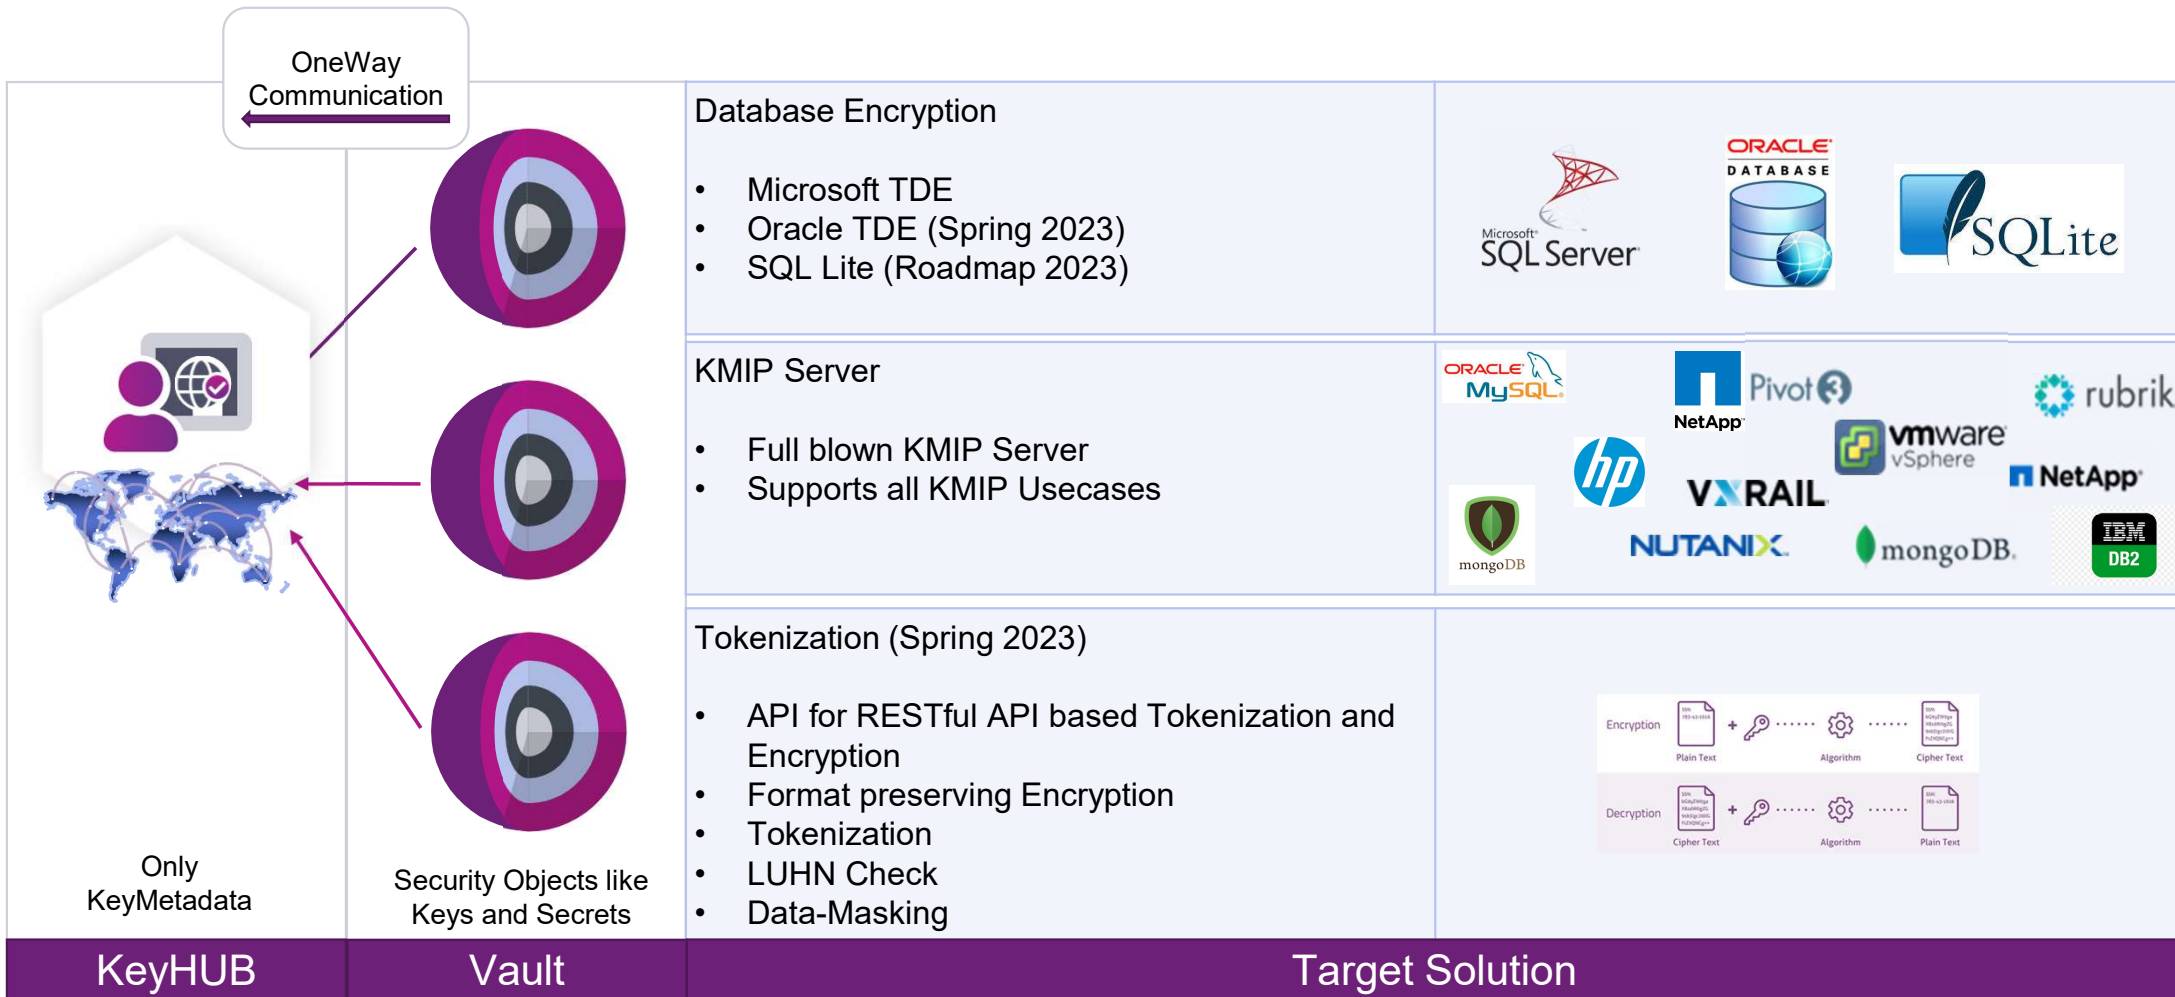 OneWay
Communication
Only
KeyMetadata
Security Objects like
Keys and Secrets
Database Encryption
• Microsoft TDE
• Oracle TDE (Spring 2023)
• SQL Lite (Roadmap 2023)
Microsoft
SQL Server
ORACLE
DATABASE
SQLite
KMIP Server
• Full blown KMIP Server
• Supports all KMIP Usecases
ORACLE
MySQL
NetApp
Pivot3
rubrik
hp
vmware
vSphere
NetApp
VXRAIL
mongoDB
NUTANIX
mongoDB
IBM
DB2
Tokenization (Spring 2023)
• API for RESTful API based Tokenization and
Encryption
• Format preserving Encryption
• Tokenization
• LUHN Check
• Data-Masking
Encryption
SSN:
+
Plain Text
Algorithm
Cipher Text
Decryption
SSN:
+
Cipher Text
Algorithm
Plain Text
KeyHUB
Vault
Target Solution